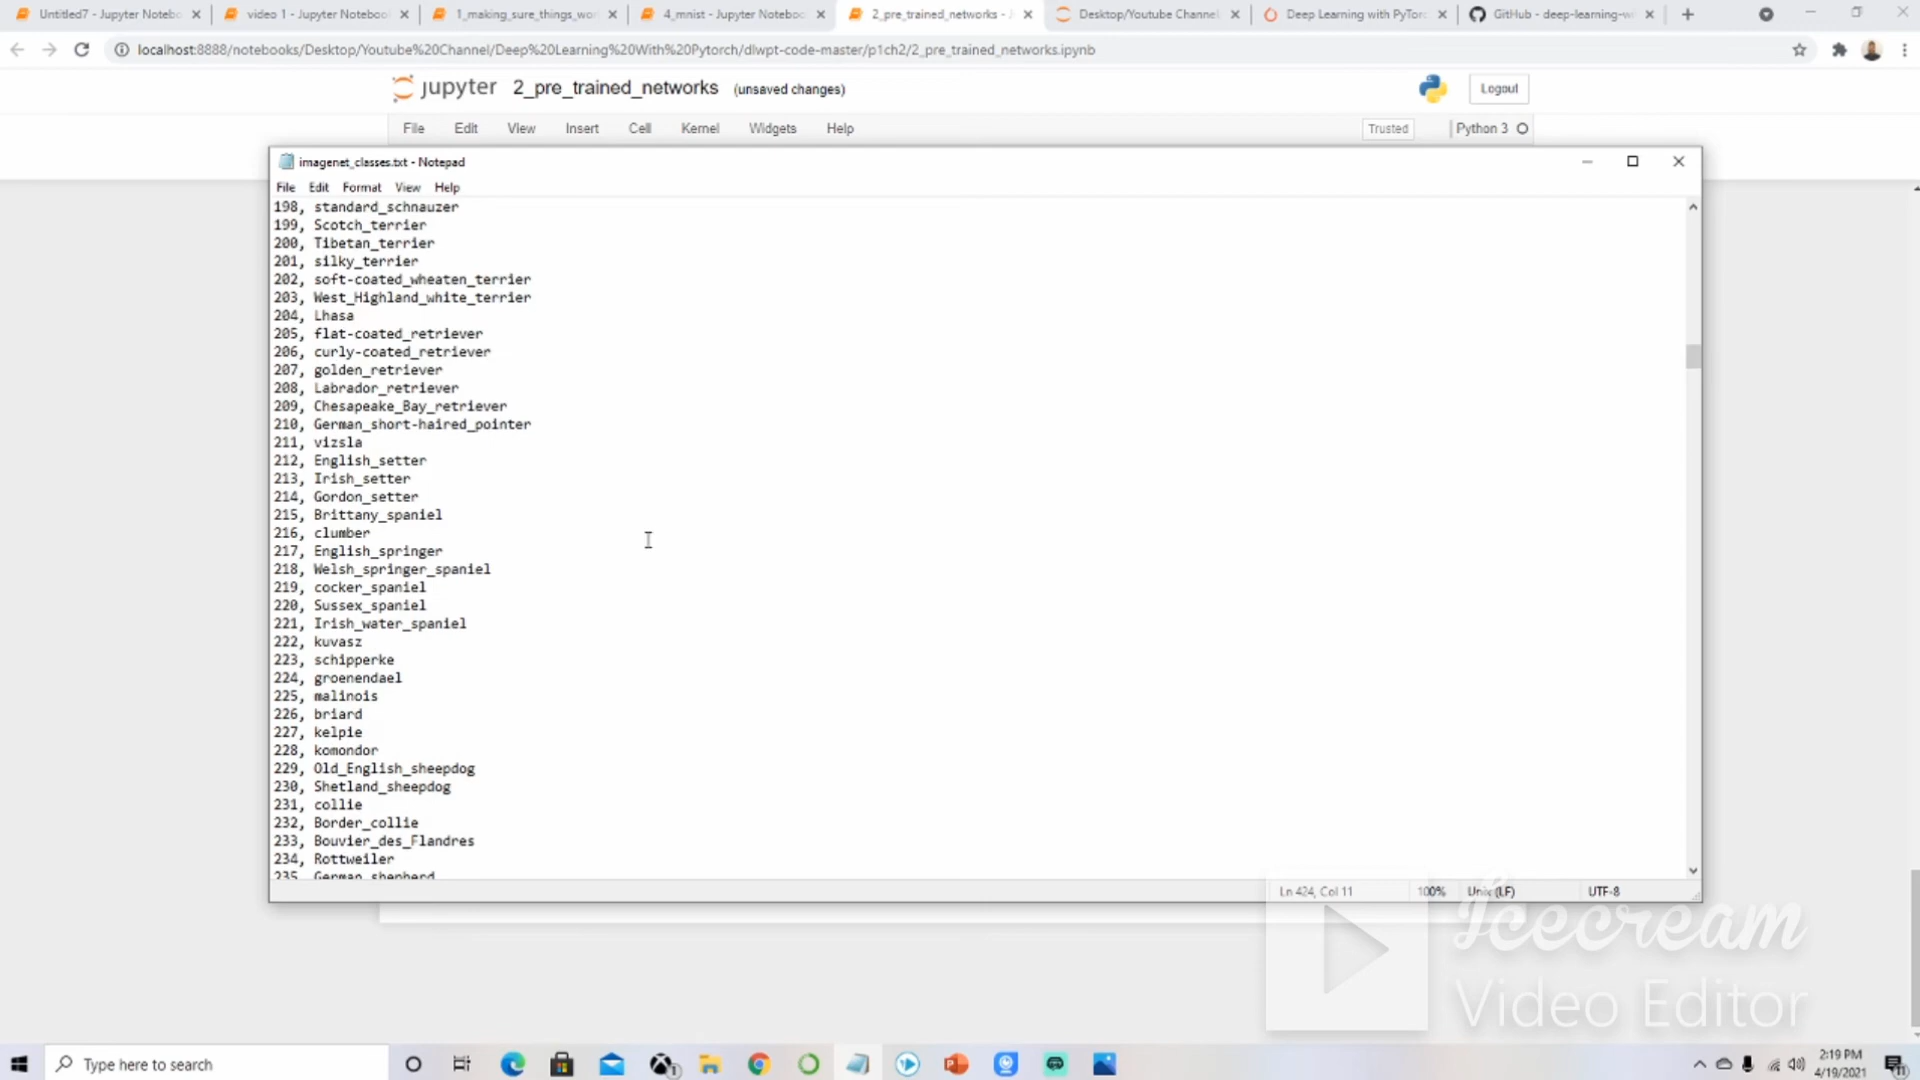 Untitled7 - Jupyter Notebo
video 1 - Jupyter Noteboo
1_making_sure_things_wo
4_mnist - Jupyter Noteboo
2_pre_trained_networks - J
Desktop/Youtube Channel
Deep Learning with PyTor
GitHub - deep-learning-w
localhost:8888/notebooks/Desktop/Youtube%20Channel/Deep%20Learning%20With%20Pytorch/dlwpt-code-master/p1ch2/2_pre_trained_networks.ipynb
jupyter 2_pre_trained_networks (unsaved changes)
Logout
File Edit View Insert Cell Kernel Widgets Help
Trusted
Python 3
imagenet_classes.txt - Notepad
File Edit Format View Help
198, standard_schnauzer
199, Scotch_terrier
200, Tibetan_terrier
201, silky_terrier
202, soft-coated_wheaten_terrier
203, West_Highland_white_terrier
204, Lhasa
205, flat-coated_retriever
206, curly-coated_retriever
207, golden_retriever
208, Labrador_retriever
209, Chesapeake_Bay_retriever
210, German_short-haired_pointer
211, vizsla
212, English_setter
213, Irish_setter
214, Gordon_setter
215, Brittany_spaniel
216, clumber
217, English_springer
218, Welsh_springer_spaniel
219, cocker_spaniel
220, Sussex_spaniel
221, Irish_water_spaniel
222, kuvasz
223, schipperke
224, groenendael
225, malinois
226, briard
227, kelpie
228, komondor
229, Old_English_sheepdog
230, Shetland_sheepdog
231, collie
232, Border_collie
233, Bouvier_des_Flandres
234, Rottweiler
235, German_shepherd
Ln 424, Col 11
100%
Unix (LF)
UTF-8
Icecream
Video Editor
Type here to search
2:19 PM
4/19/2021